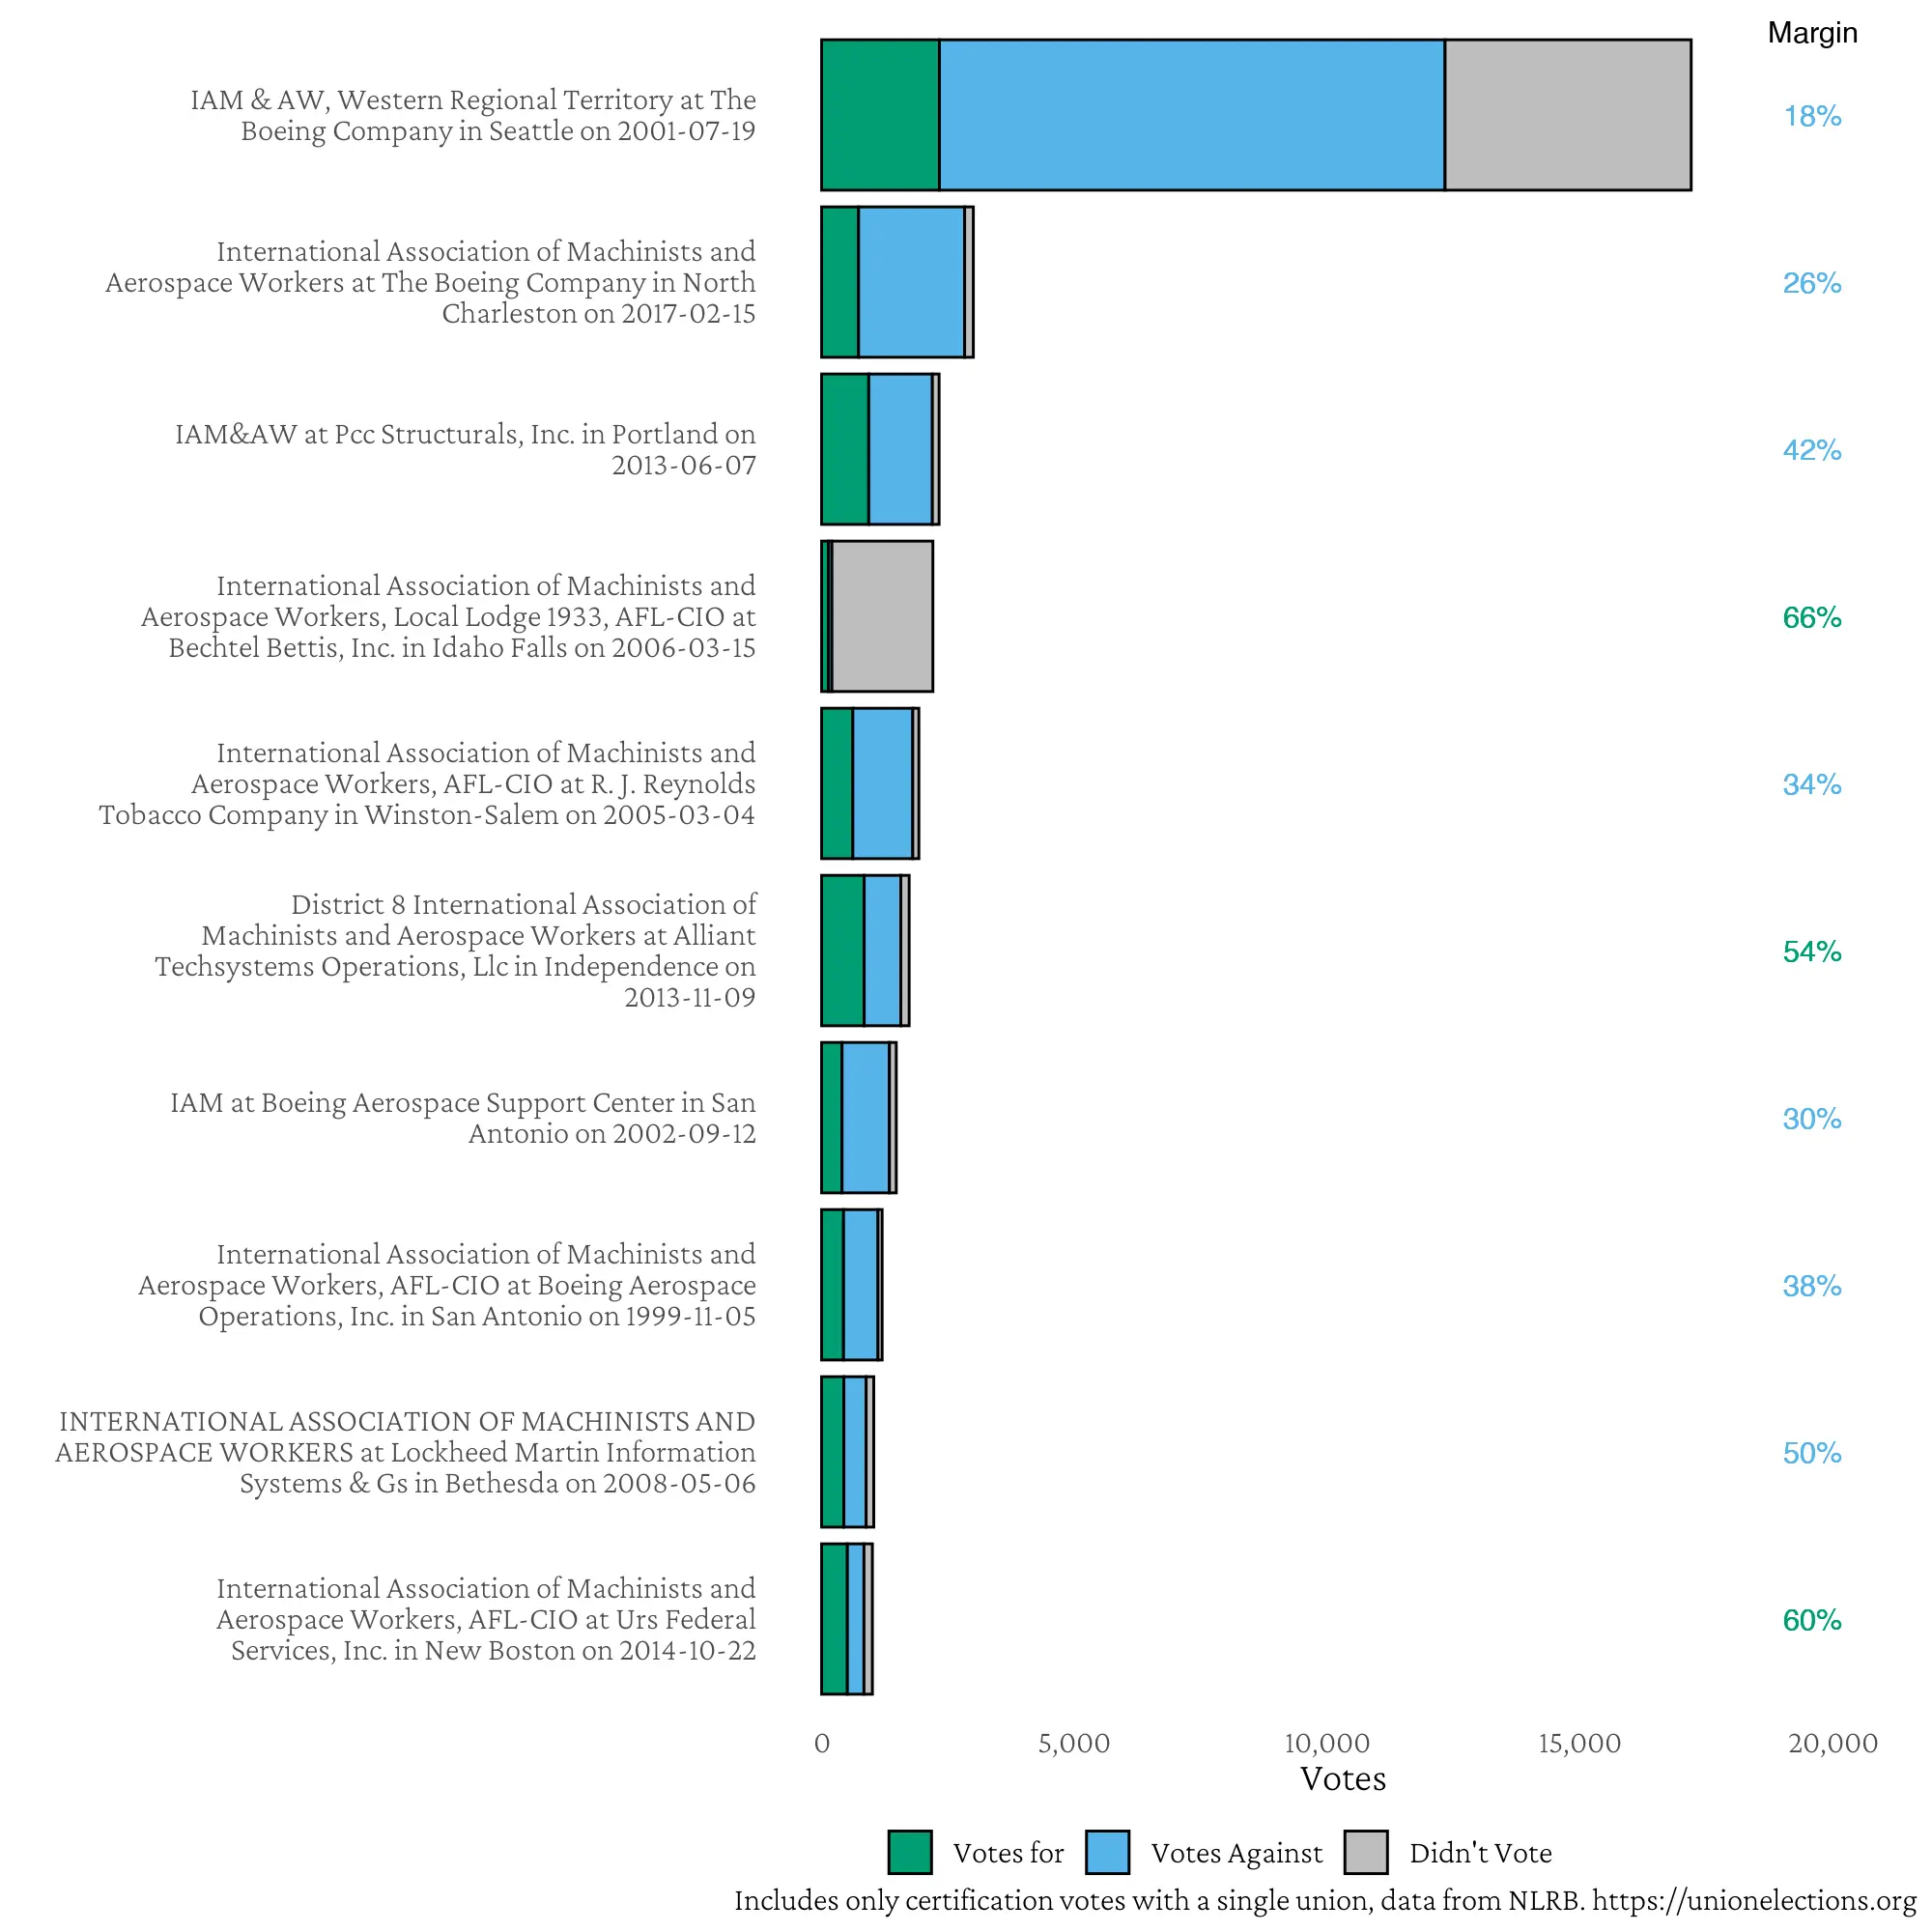 Margin
IAM & AW, Western Regional Territory at The
Boeing Company in Seattle on 2001-07-19
18%
International Association of Machinists and
Aerospace Workers at The Boeing Company in North
Charleston on 2017-02-15
26%
IAM&AW at Pcc Structurals, Inc. in Portland on
2013-06-07
42%
International Association of Machinists and
Aerospace Workers, Local Lodge 1933, AFL-CIO at
Bechtel Bettis, Inc. in Idaho Falls on 2006-03-15
66%
International Association of Machinists and
Aerospace Workers, AFL-CIO at R. J. Reynolds
Tobacco Company in Winston-Salem on 2005-03-04
34%
District 8 International Association of
Machinists and Aerospace Workers at Alliant
Techsystems Operations, Llc in Independence on
2013-11-09
54%
IAM at Boeing Aerospace Support Center in San
Antonio on 2002-09-12
30%
International Association of Machinists and
Aerospace Workers, AFL-CIO at Boeing Aerospace
Operations, Inc. in San Antonio on 1999-11-05
38%
INTERNATIONAL ASSOCIATION OF MACHINISTS AND
AEROSPACE WORKERS at Lockheed Martin Information
Systems & Gs in Bethesda on 2008-05-06
50%
International Association of Machinists and
Aerospace Workers, AFL-CIO at Urs Federal
Services, Inc. in New Boston on 2014-10-22
60%
0 5,000 10,000 15,000 20,000
Votes
Votes for Votes Against Didn't Vote
Includes only certification votes with a single union, data from NLRB. https://unionelections.org